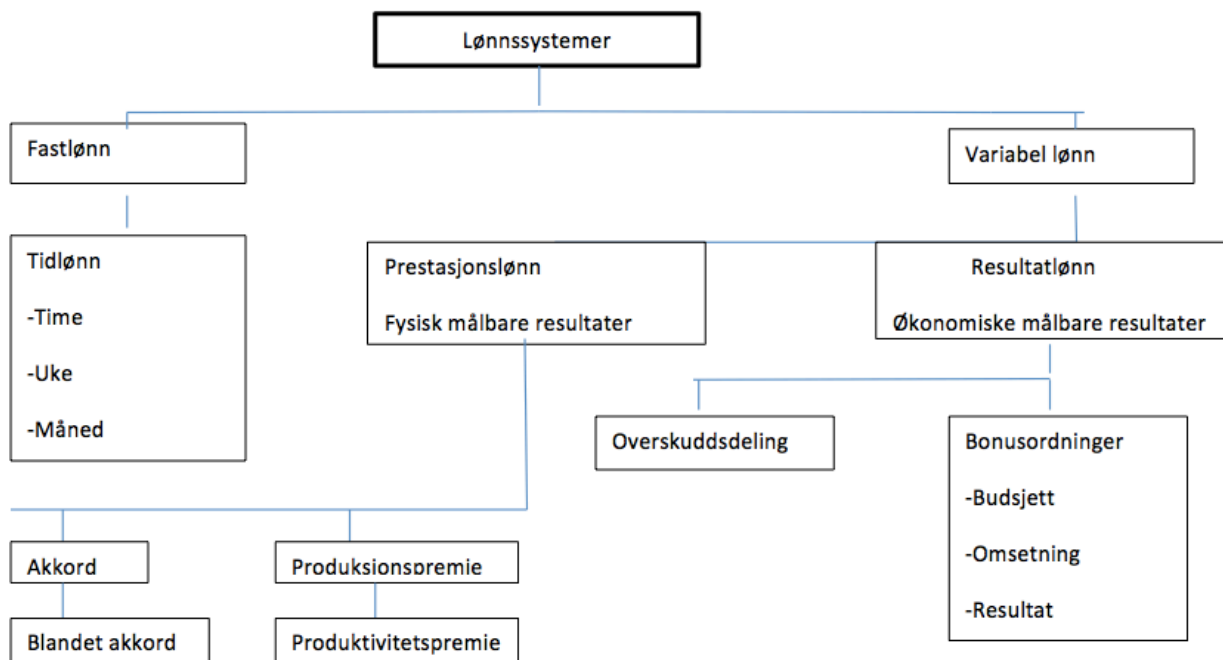 Lønnssystemer
Fastlønn
Variabel lønn
Tidlønn
-Time
-Uke
-Måned
Prestasjonslønn
Fysisk målbare resultater
Resultatlønn
Økonomiske målbare resultater
Overskuddsdeling
Bonusordninger
-Budsjett
-Omsetning
-Resultat
Akkord
Produksjonspremie
Blandet akkord
Produktivitetspremie